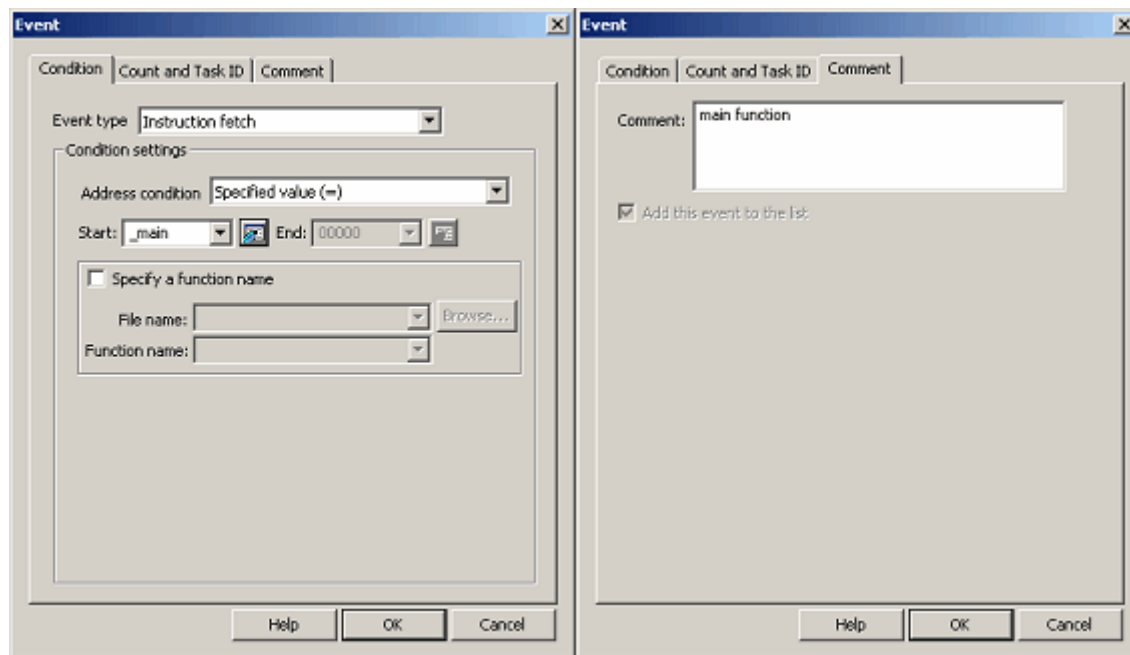 Event
Condition Count and Task ID Comment
Event type Instruction fetch
Condition settings
Address condition Specified value (=)
Start: _main End: 00000
Specify a function name
File name: Browse...
Function name:
Help OK Cancel
Event
Condition Count and Task ID Comment
Comment: main function
Add this event to the list
Help OK Cancel